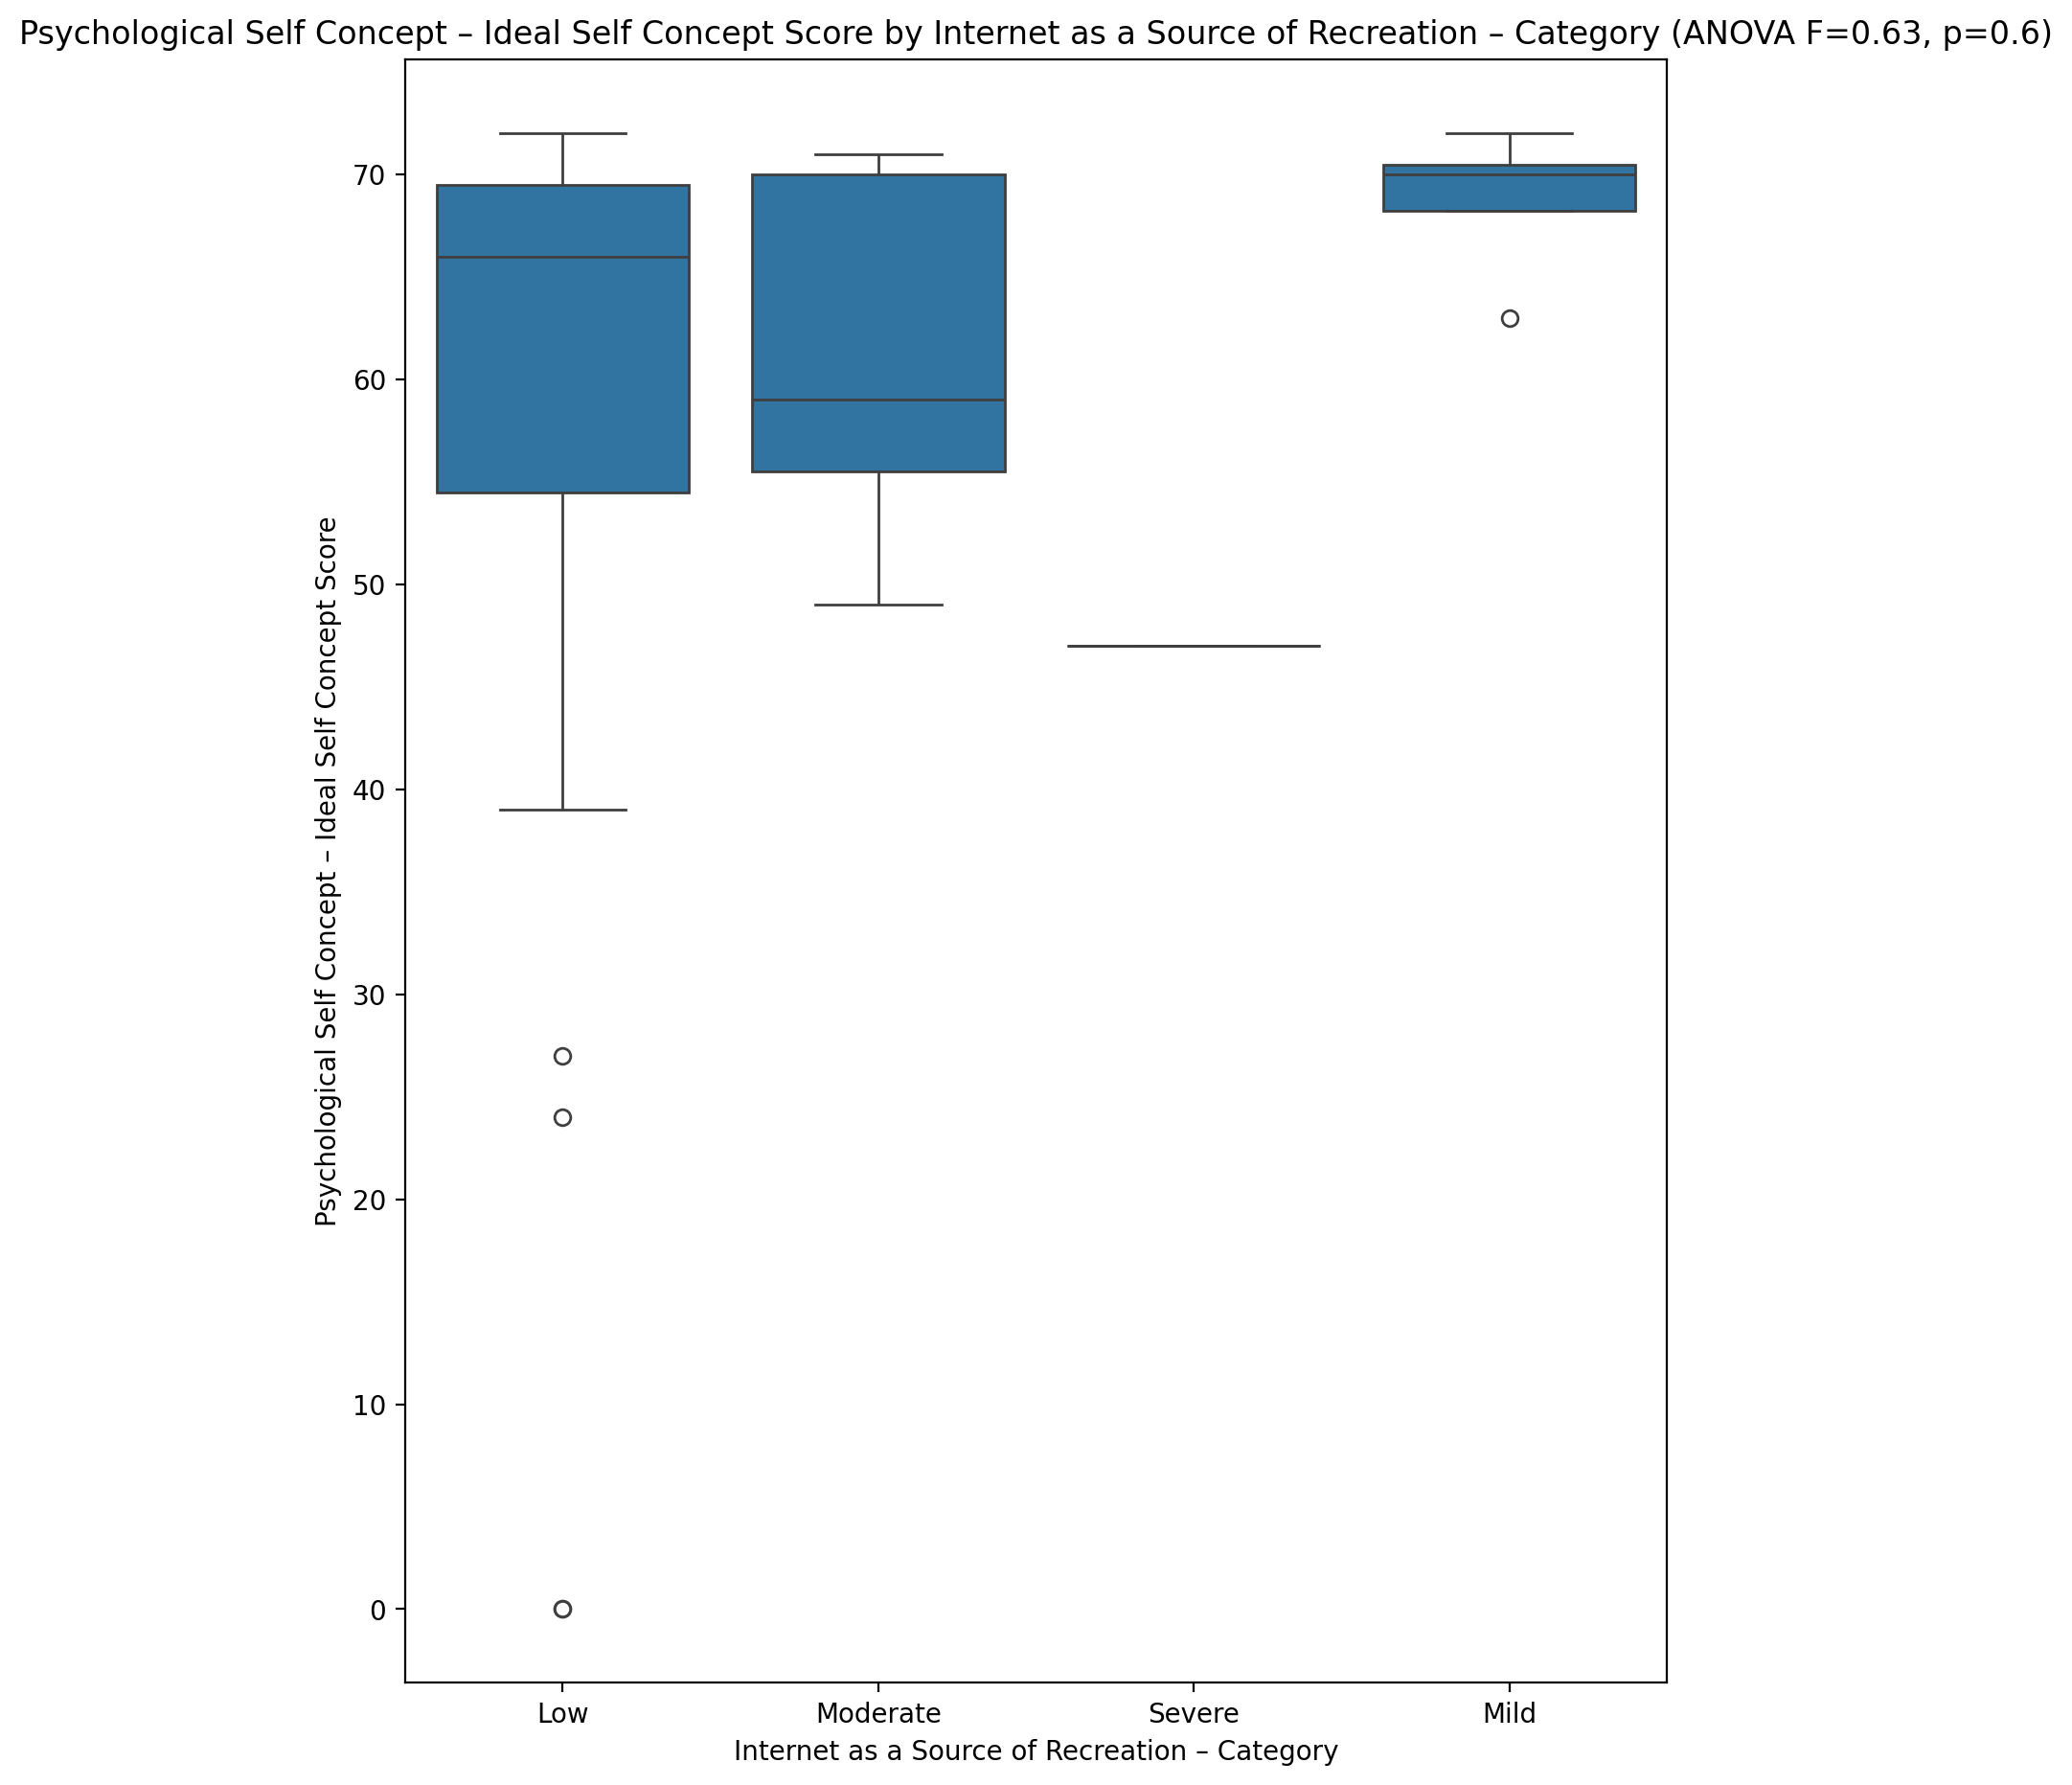 Psychological Self Concept – Ideal Self Concept Score by Internet as a Source of Recreation – Category (ANOVA F=0.63, p=0.6)
Psychological Self Concept – Ideal Self Concept Score
70
60
50
40
30
20
10
0
Low Moderate Severe Mild
Internet as a Source of Recreation – Category